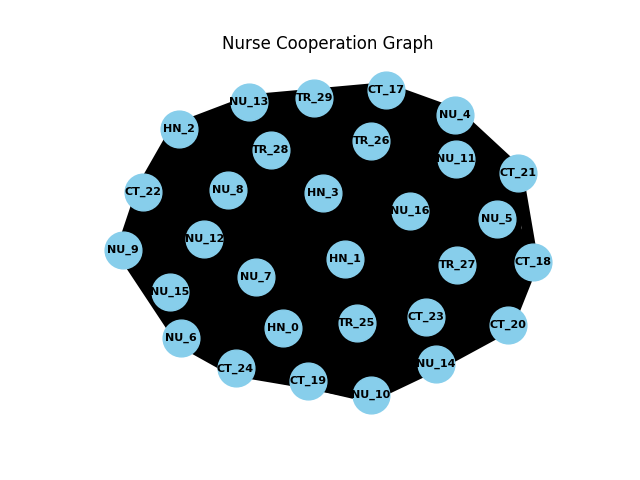 Nurse Cooperation Graph
CT_17
TR_29
NU_13
NU_4
HN_2
TR_26
TR_28
NU_11
CT_21
NU_8
CT_22
HN_3
NU_16
NU_5
NU_12
NU_9
HN_1
CT_18
TR_27
NU_7
NU_15
CT_23
TR_25
CT_20
HN_0
NU_6
NU_14
CT_24
CT_19
NU_10